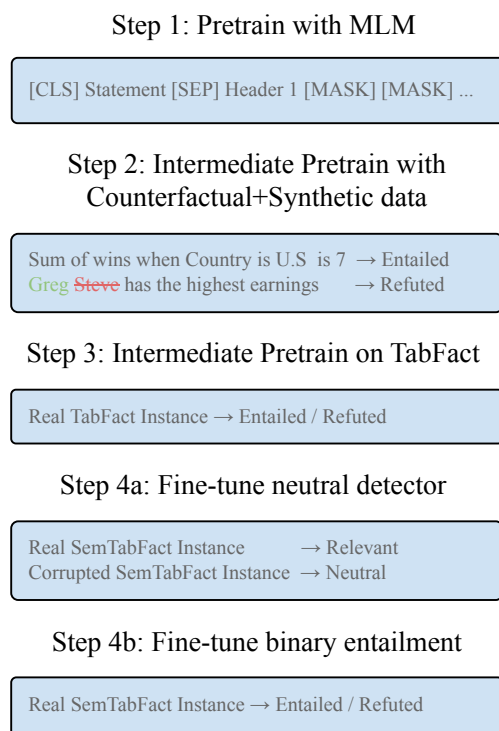 Step 1: Pretrain with MLM
[CLS] Statement [SEP] Header 1 [MASK] [MASK] ...
Step 2: Intermediate Pretrain with
Counterfactual+Synthetic data
Sum of wins when Country is U.S is 7 → Entailed
Greg Steve has the highest earnings → Refuted
Step 3: Intermediate Pretrain on TabFact
Real TabFact Instance → Entailed / Refuted
Step 4a: Fine-tune neutral detector
Real SemTabFact Instance → Relevant
Corrupted SemTabFact Instance → Neutral
Step 4b: Fine-tune binary entailment
Real SemTabFact Instance → Entailed / Refuted